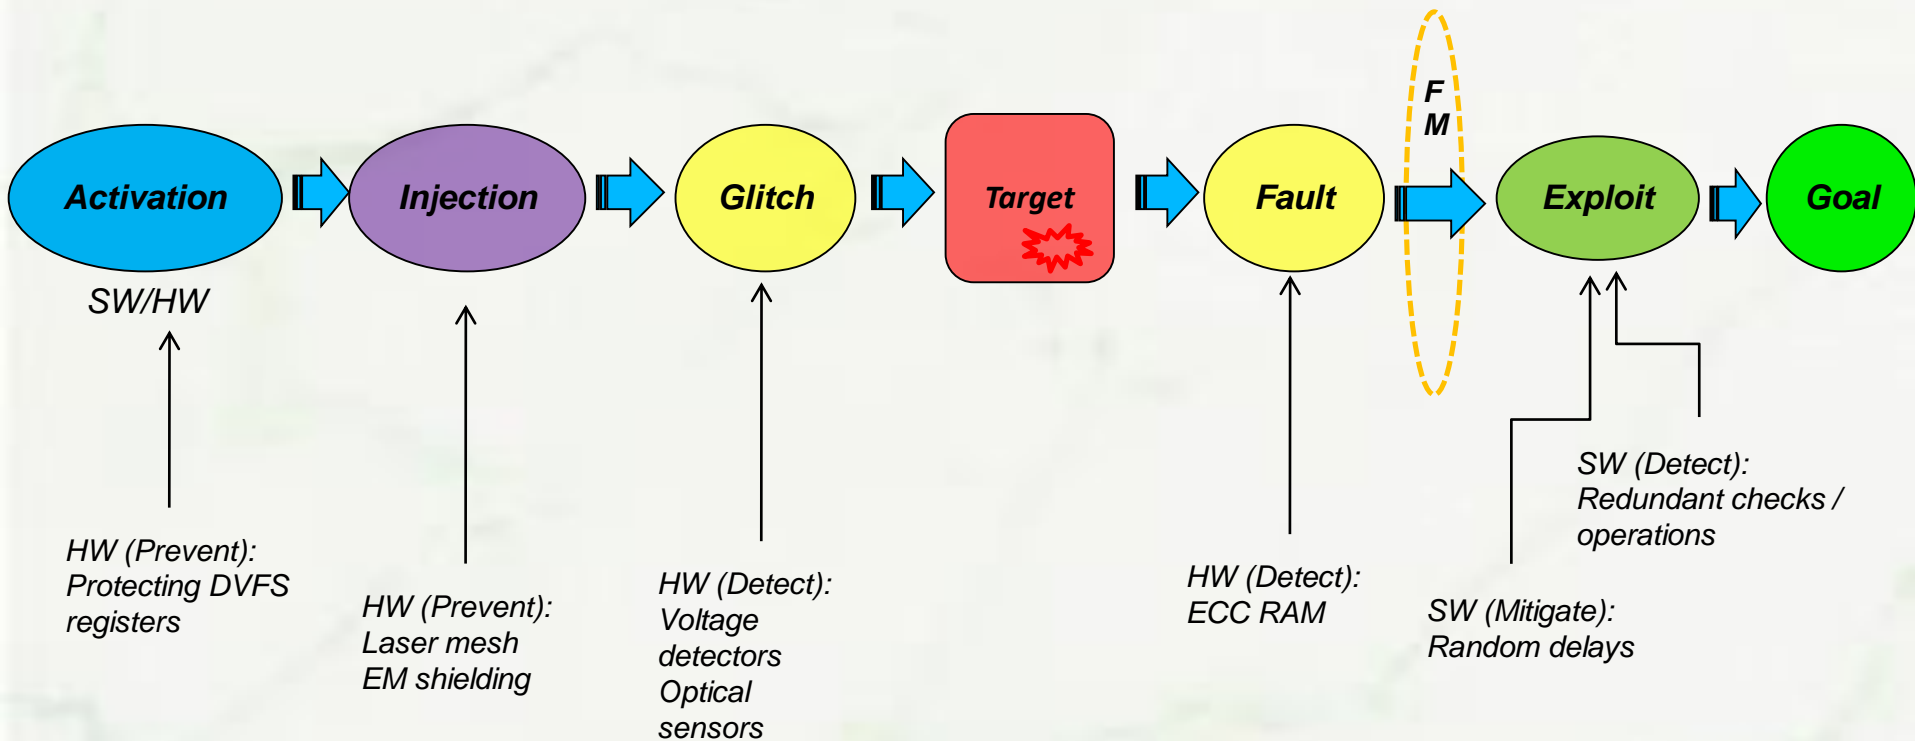 F
M
Activation
Injection
Glitch
Target
Fault
Exploit
Goal
SW/HW
HW (Prevent):
Protecting DVFS
registers
HW (Prevent):
Laser mesh
EM shielding
HW (Detect):
Voltage
detectors
Optical
sensors
HW (Detect):
ECC RAM
SW (Mitigate):
Random delays
SW (Detect):
Redundant checks /
operations